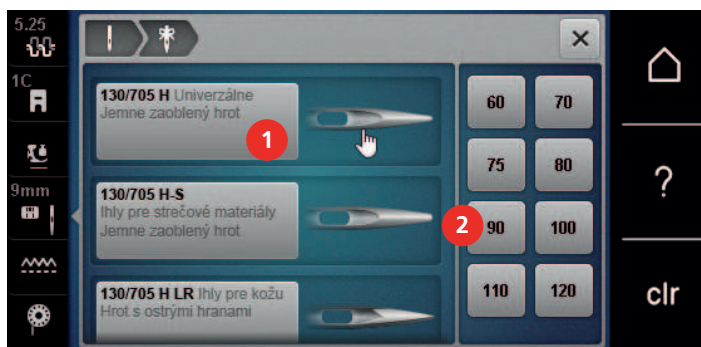 5.25
1C
9mm
130/705 H Univerzálne
Jemne zaoblený hrot
1
130/705 H-S
Ihly pre strečové materiály
Jemne zaoblený hrot
130/705 H LR Ihly pre kožu
Hrot s ostrými hranami
60 70
75 80
2
90 100
110 120
?
clr